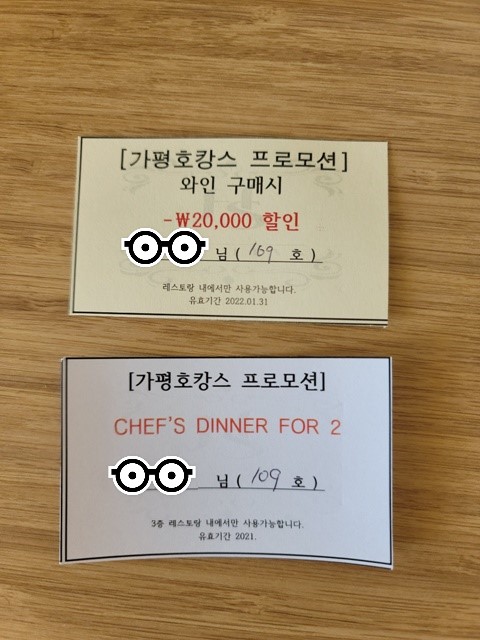 [가평호캉스 프로모션]
와인 구매시
-₩20,000 할인
님( 109 호 )
레스토랑 내에서만 사용가능합니다.
유효기간 2022.01.31
[가평호캉스 프로모션]
CHEF'S DINNER FOR 2
님( 109 호 )
3층 레스토랑 내에서만 사용가능합니다.
유효기간 2021.